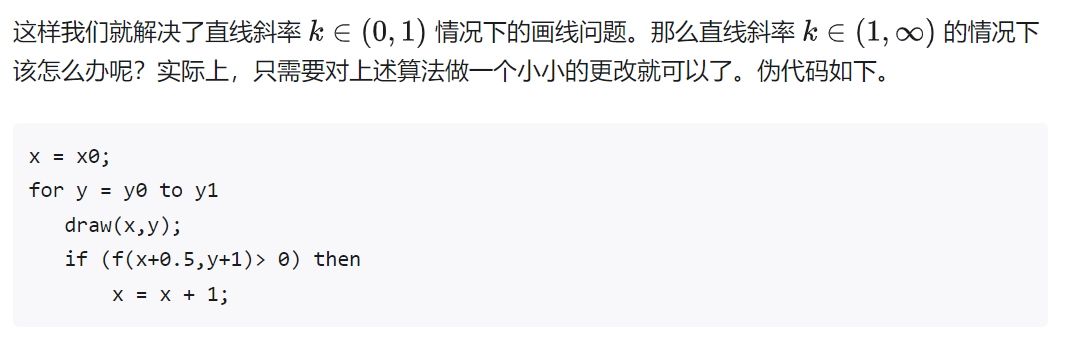 这样我们就解决了直线斜率 k ∈ (0, 1) 情况下的画线问题。那么直线斜率 k ∈ (1, ∞) 的情况下
该怎么办呢？实际上，只需要对上述算法做一个小小的更改就可以了。伪代码如下。
x = x0;
for y = y0 to y1
draw(x,y);
if (f(x+0.5,y+1)> 0) then
x = x + 1;